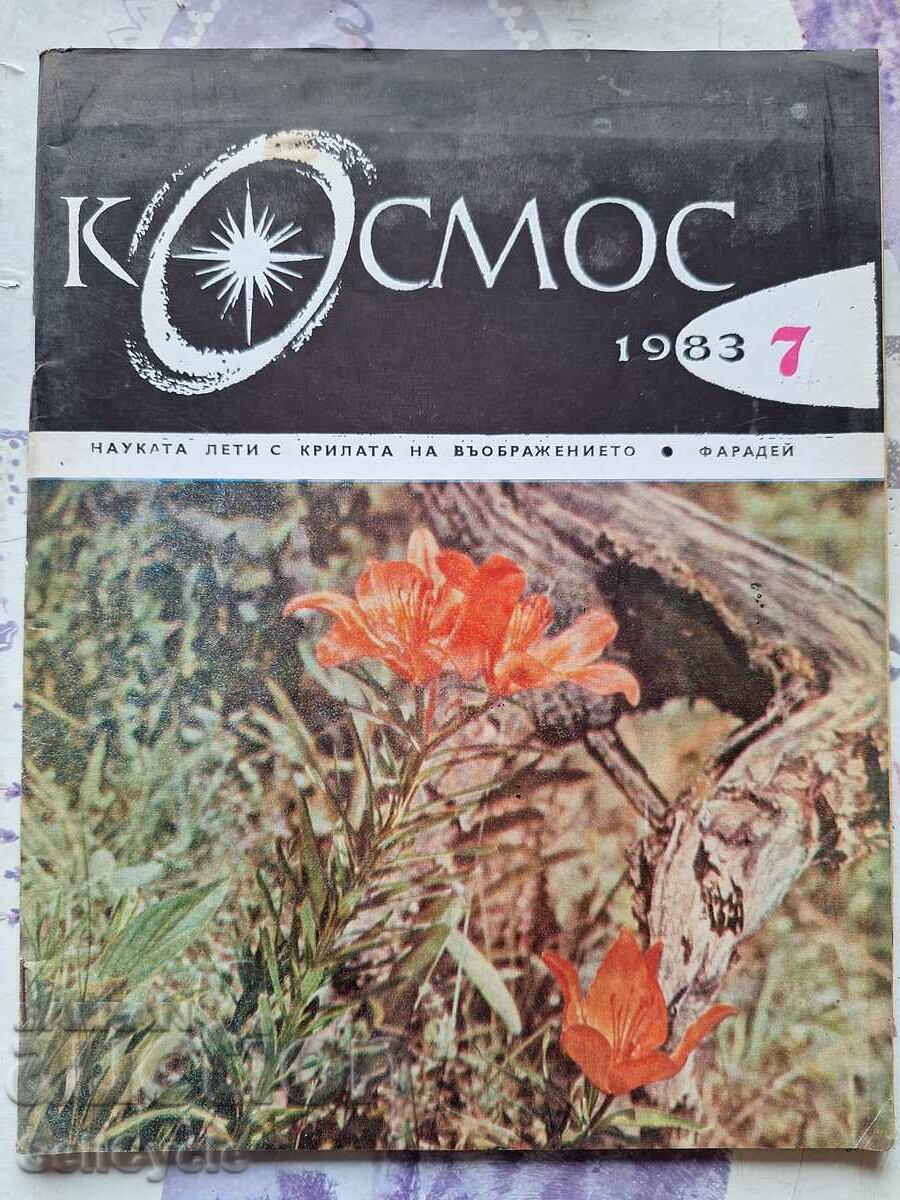 КОСМОС
1983 7
НАУКАТА ЛЕТИ С КРИЛАТА НА ВЪОБРАЖЕНИЕТО • ФАРАДЕЙ